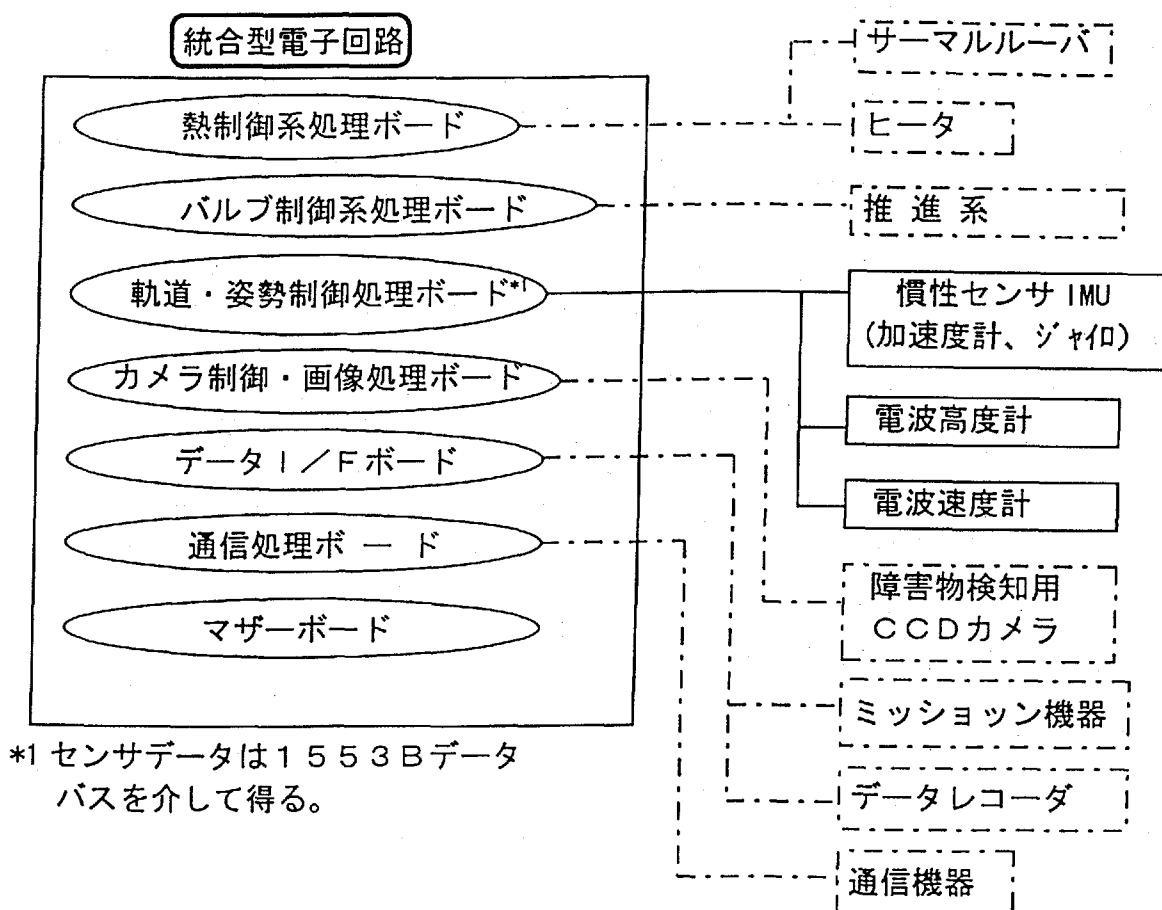 統合型電子回路
熱制御系処理ボード
バルブ制御系処理ボード
軌道・姿勢制御処理ボード*1
カメラ制御・画像処理ボード
データI／Fボード
通信処理ボード
マザーボード
*1 センサデータは1553Bデータ
バスを介して得る。
サーマルルーバ
ヒータ
推進系
慣性センサIMU
(加速度計、ジャイロ)
電波高度計
電波速度計
障害物検知用
CCDカメラ
ミッショッン機器
データレコーダ
通信機器